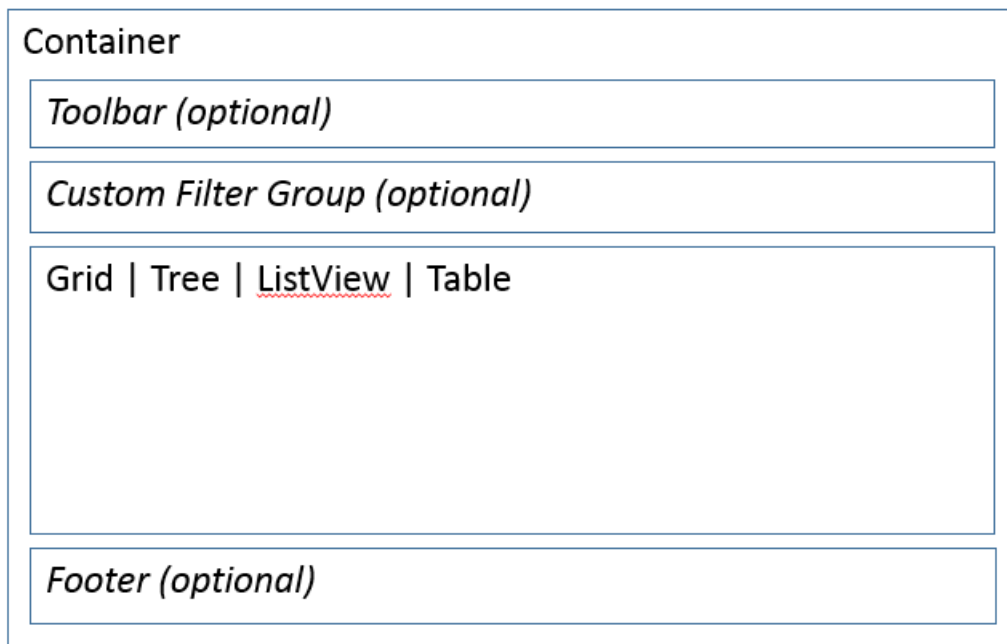 Container
Toolbar (optional)
Custom Filter Group (optional)
Grid | Tree | ListView | Table
Footer (optional)